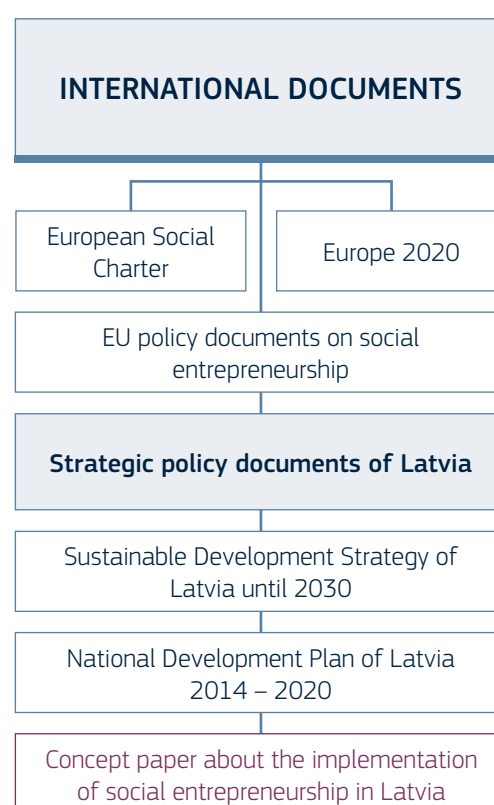 INTERNATIONAL DOCUMENTS
European Social
Charter
Europe 2020
EU policy documents on social
entrepreneurship
Strategic policy documents of Latvia
Sustainable Development Strategy of
Latvia until 2030
National Development Plan of Latvia
2014 – 2020
Concept paper about the implementation
of social entrepreneurship in Latvia